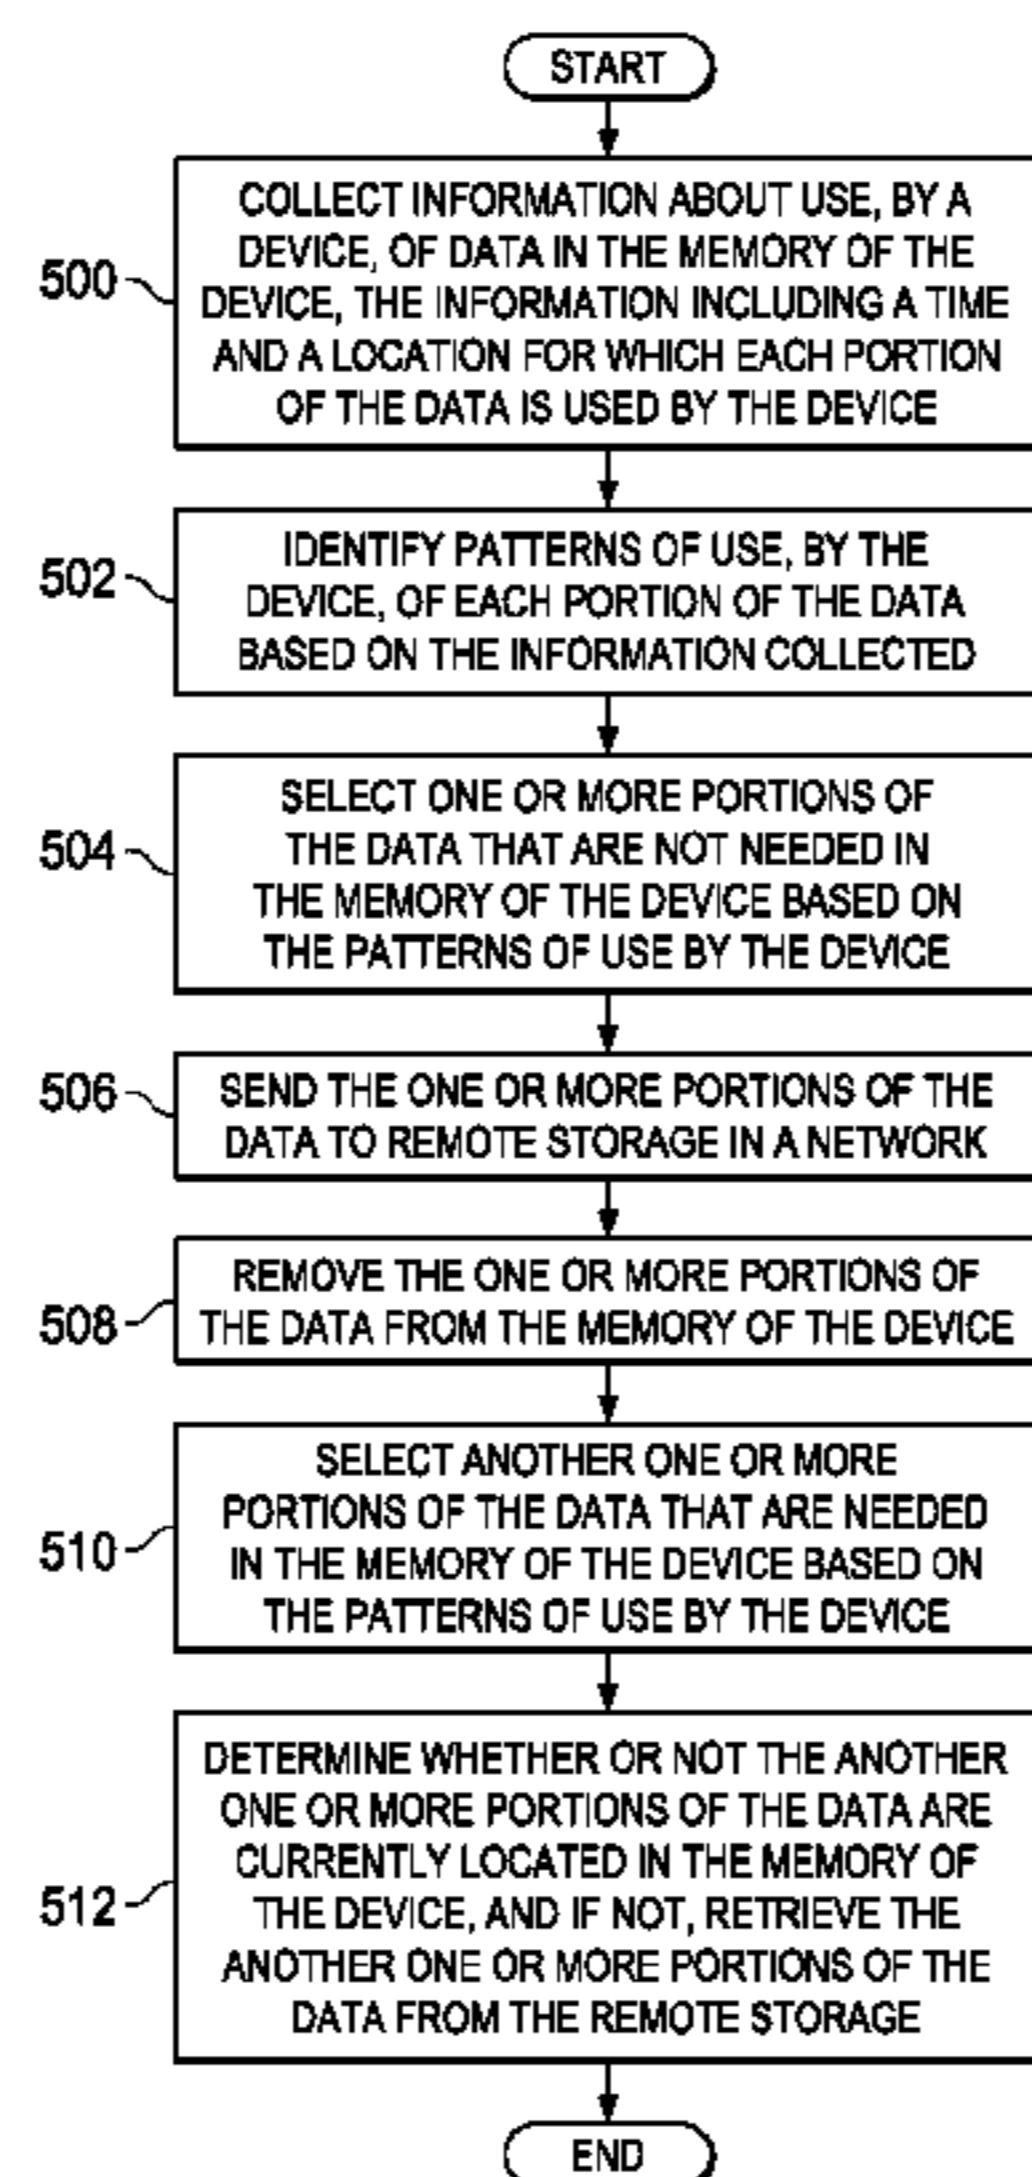 START
500
COLLECT INFORMATION ABOUT USE, BY A
DEVICE, OF DATA IN THE MEMORY OF THE
DEVICE, THE INFORMATION INCLUDING A TIME
AND A LOCATION FOR WHICH EACH PORTION
OF THE DATA IS USED BY THE DEVICE
502
IDENTIFY PATTERNS OF USE, BY THE
DEVICE, OF EACH PORTION OF THE DATA
BASED ON THE INFORMATION COLLECTED
504
SELECT ONE OR MORE PORTIONS OF
THE DATA THAT ARE NOT NEEDED IN
THE MEMORY OF THE DEVICE BASED ON
THE PATTERNS OF USE BY THE DEVICE
506
SEND THE ONE OR MORE PORTIONS OF THE
DATA TO REMOTE STORAGE IN A NETWORK
508
REMOVE THE ONE OR MORE PORTIONS OF
THE DATA FROM THE MEMORY OF THE DEVICE
510
SELECT ANOTHER ONE OR MORE
PORTIONS OF THE DATA THAT ARE NEEDED
IN THE MEMORY OF THE DEVICE BASED ON
THE PATTERNS OF USE BY THE DEVICE
512
DETERMINE WHETHER OR NOT THE ANOTHER
ONE OR MORE PORTIONS OF THE DATA ARE
CURRENTLY LOCATED IN THE MEMORY OF
THE DEVICE, AND IF NOT, RETRIEVE THE
ANOTHER ONE OR MORE PORTIONS OF THE
DATA FROM THE REMOTE STORAGE
END